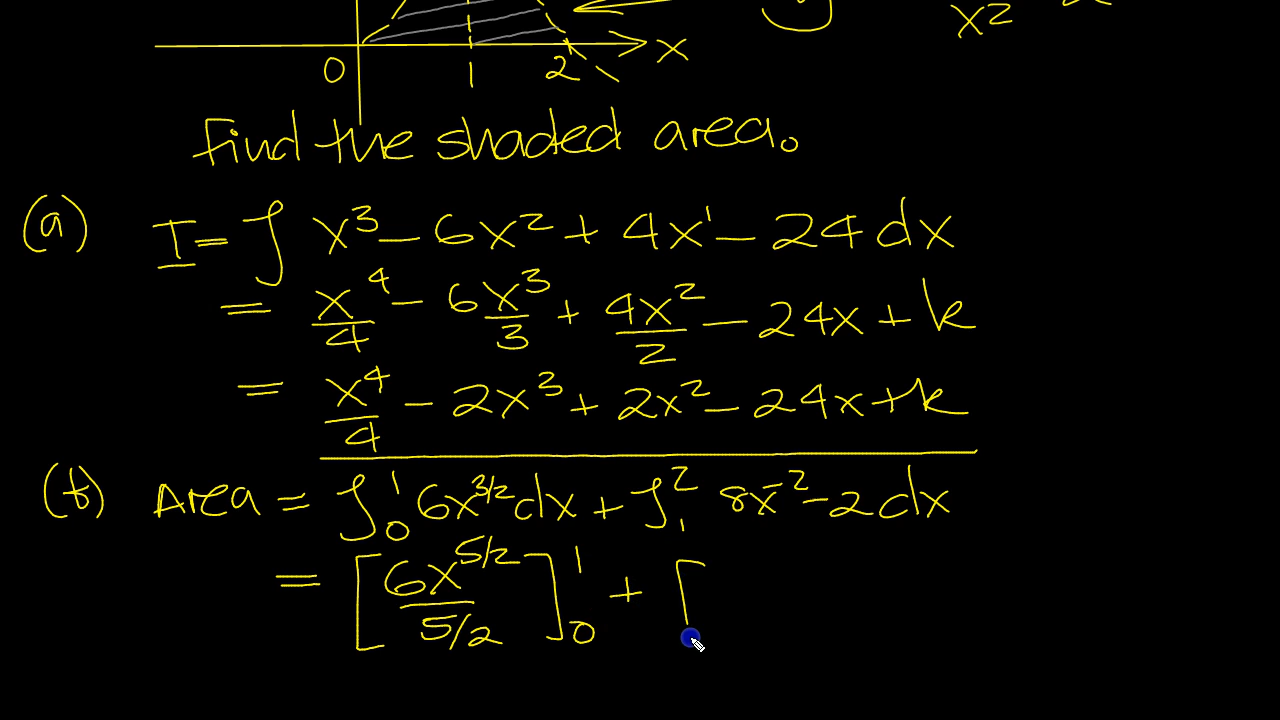 x²
x
0 1 2
find the shaded area.
(a) I = ∫ x³ - 6x² + 4x¹ - 24 dx
= x⁴/4 - 6x³/3 + 4x²/2 - 24x + k
= x⁴/4 - 2x³ + 2x² - 24x + k
(b) Area = ∫₀¹ 6x^(3/2) dx + ∫₁² 8x⁻² - 2 dx
= [6x^(5/2) / (5/2)]₀¹ + [